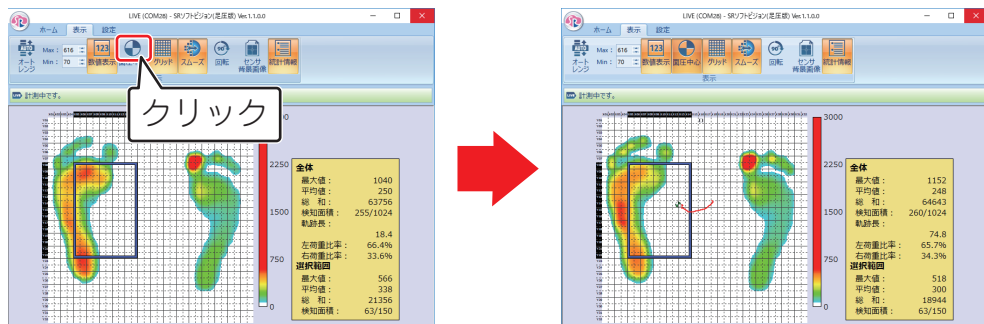 LIVE (COM28) - SRソフトビジョン(足圧版) Ver.1.1.0.0
ホーム 表示 設定
AUTO
オート
レンジ
Max : 616
Min : 70
123
数値表示
グリッド
スムーズ
90°
回転
センサ
背景画像
統計情報
表示
LIVE 計測中です。
クリック
2250
1500
750
0
全体
最大値 : 1040
平均値 : 250
総 和 : 63756
検知面積 : 255/1024
軌跡長 :
18.4
左荷重比率 : 66.4%
右荷重比率 : 33.6%
選択範囲
最大値 : 566
平均値 : 338
総 和 : 21356
検知面積 : 63/150
LIVE (COM28) - SRソフトビジョン(足圧版) Ver.1.1.0.0
ホーム 表示 設定
AUTO
オート
レンジ
Max : 616
Min : 70
123
数値表示
面圧中心
グリッド
スムーズ
90°
回転
センサ
背景画像
統計情報
表示
LIVE 計測中です。
3000
2250
1500
750
0
全体
最大値 : 1152
平均値 : 248
総 和 : 64643
検知面積 : 260/1024
軌跡長 :
74.8
左荷重比率 : 65.7%
右荷重比率 : 34.3%
選択範囲
最大値 : 518
平均値 : 300
総 和 : 18944
検知面積 : 63/150